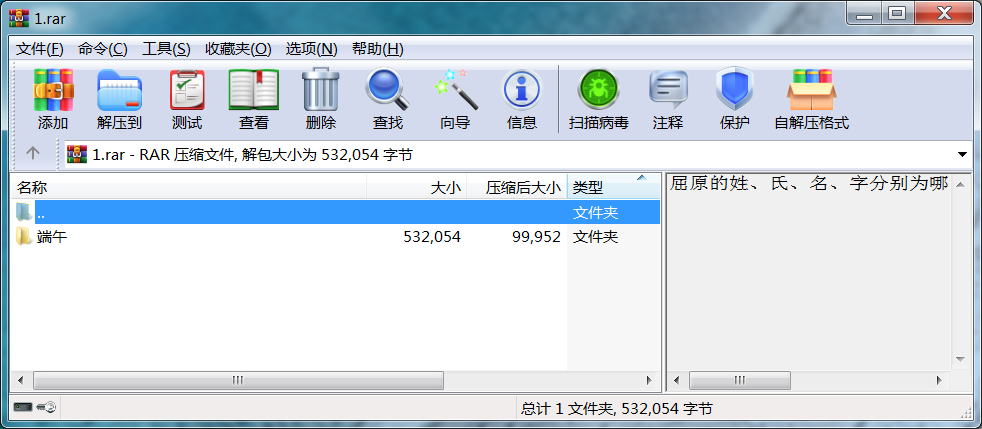 1.rar
文件(F) 命令(C) 工具(S) 收藏夹(O) 选项(N) 帮助(H)
添加 解压到 测试 查看 删除 查找 向导 信息 扫描病毒 注释 保护 自解压格式
1.rar - RAR 压缩文件, 解包大小为 532,054 字节
名称 大小 压缩后大小 类型
.. 文件夹
端午 532,054 99,952 文件夹
屈原的姓、氏、名、字分别为哪
总计 1 文件夹, 532,054 字节